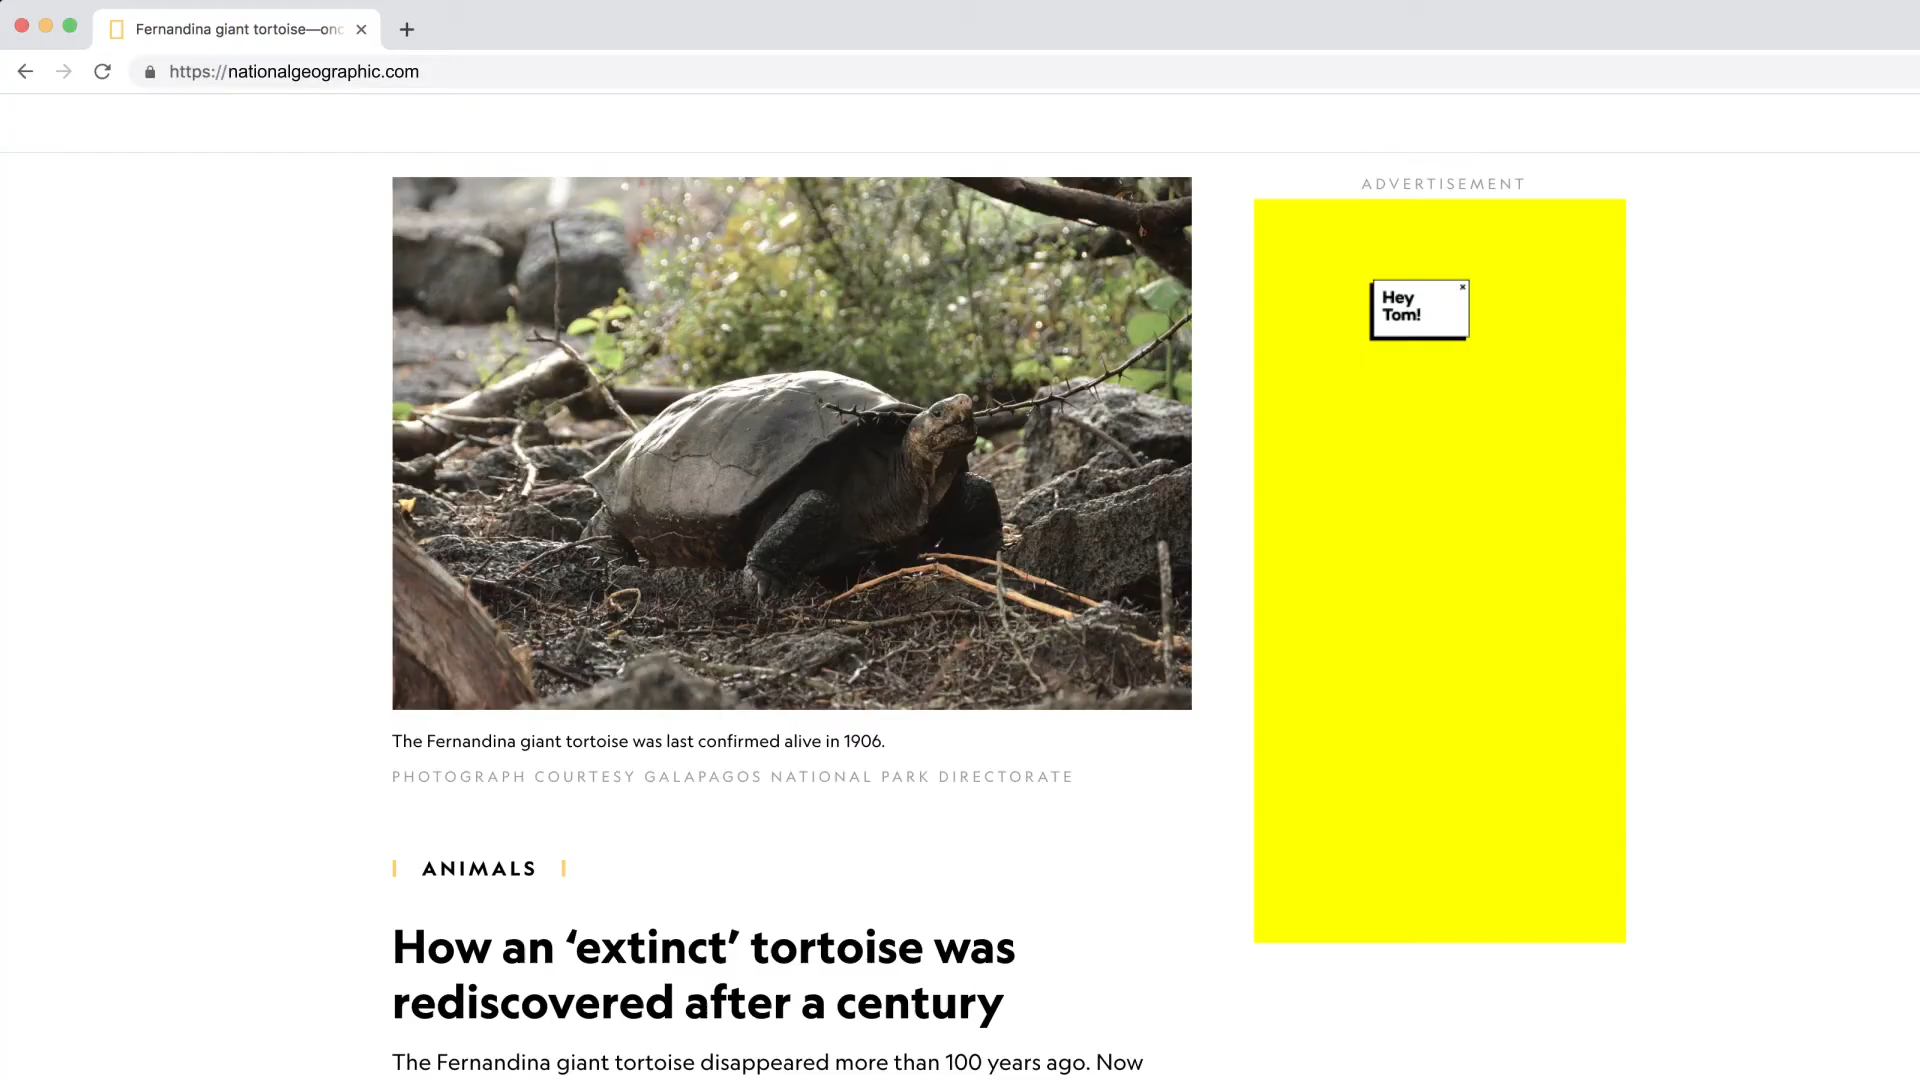 Fernandina giant tortoise—onc
https://nationalgeographic.com
ADVERTISEMENT
Hey
Tom!
The Fernandina giant tortoise was last confirmed alive in 1906.
PHOTOGRAPH COURTESY GALAPAGOS NATIONAL PARK DIRECTORATE
ANIMALS
How an ‘extinct’ tortoise was
rediscovered after a century
The Fernandina giant tortoise disappeared more than 100 years ago. Now